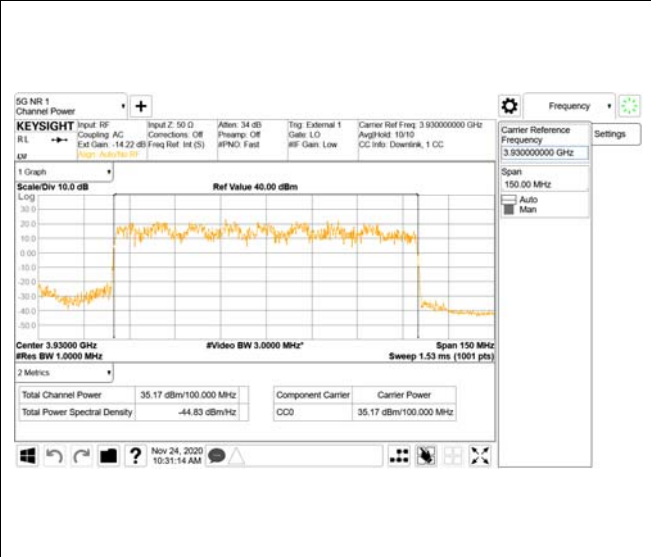 5G NR 1
Channel Power
Frequency
KEYSIGHT
R L
Input: RF
Coupling: AC
Ext Gain: -14.22 dB
Align: Auto/No RF
Input Z: 50 Ω
Corrections: Off
Freq Ref: Int (S)
Atten: 34 dB
Preamp: Off
#PNO: Fast
Trig: External 1
Gate: LO
#IF Gain: Low
Carrier Ref Freq: 3.930000000 GHz
Avg|Hold: 10/10
CC Info: Downlink, 1 CC
Carrier Reference
Frequency
3.930000000 GHz
Settings
Span
150.00 MHz
Auto
Man
1 Graph
Scale/Div 10.0 dB
Ref Value 40.00 dBm
Log
30.0
20.0
10.0
0.00
-10.0
-20.0
-30.0
-40.0
-50.0
Center 3.93000 GHz
#Video BW 3.0000 MHz*
Span 150 MHz
#Res BW 1.0000 MHz
Sweep 1.53 ms (1001 pts)
2 Metrics
Total Channel Power 35.17 dBm/100.000 MHz
Total Power Spectral Density -44.83 dBm/Hz
Component Carrier Carrier Power
CC0 35.17 dBm/100.000 MHz
?
Nov 24, 2020
10:31:14 AM